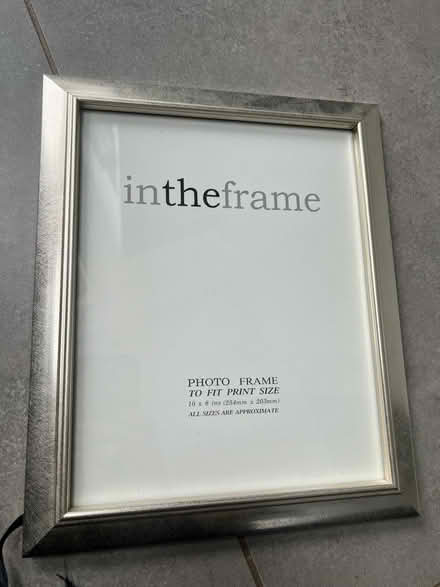 intheframe
PHOTO FRAME
TO FIT PRINT SIZE
10 x 8 ins (254mm x 203mm)
ALL SIZES ARE APPROXIMATE